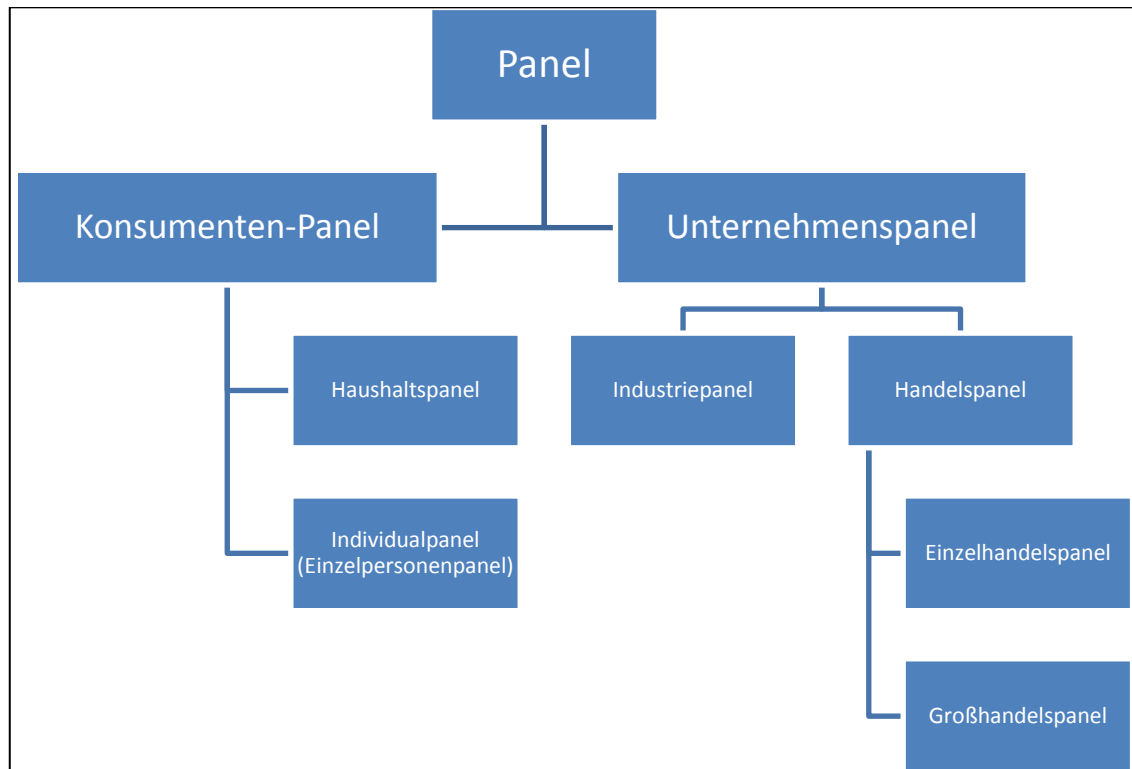 Panel
Konsumenten-Panel
Unternehmenspanel
Haushaltspanel
Industriepanel
Handelspanel
Individualpanel
(Einzelpersonenpanel)
Einzelhandelspanel
Großhandelspanel